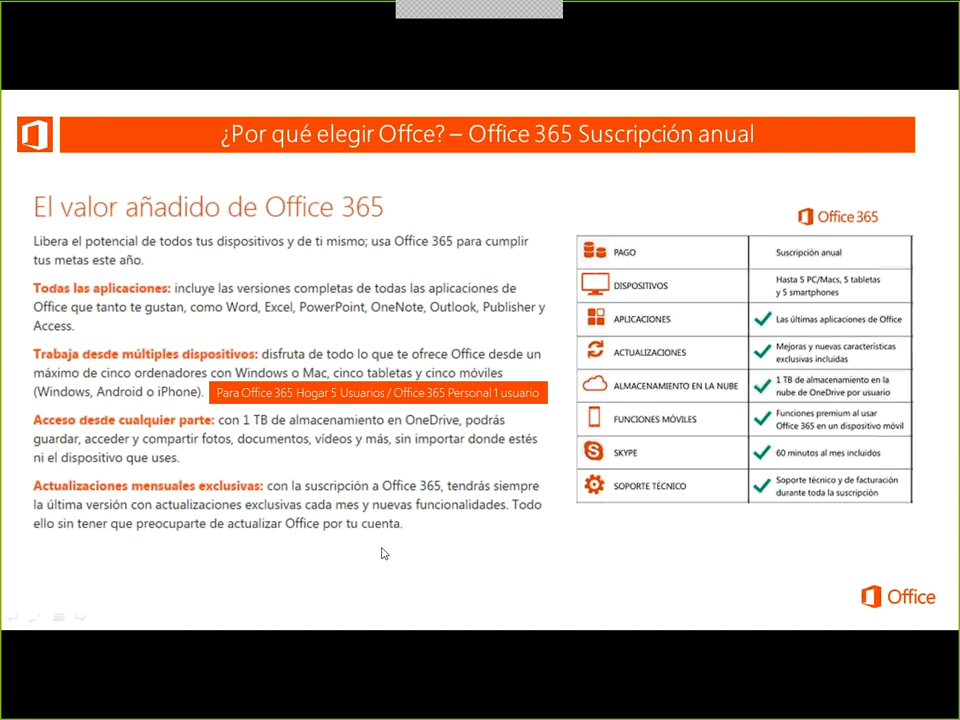 ¿Por qué elegir Offce? – Office 365 Suscripción anual
El valor añadido de Office 365
Libera el potencial de todos tus dispositivos y de ti mismo; usa Office 365 para cumplir
tus metas este año.
Todas las aplicaciones: incluye las versiones completas de todas las aplicaciones de
Office que tanto te gustan, como Word, Excel, PowerPoint, OneNote, Outlook, Publisher y
Access.
Trabaja desde múltiples dispositivos: disfruta de todo lo que te ofrece Office desde un
máximo de cinco ordenadores con Windows o Mac, cinco tabletas y cinco móviles
(Windows, Android o iPhone).
Para Office 365 Hogar 5 Usuarios / Office 365 Personal 1 usuario
Acceso desde cualquier parte: con 1 TB de almacenamiento en OneDrive, podrás
guardar, acceder y compartir fotos, documentos, vídeos y más, sin importar donde estés
ni el dispositivo que uses.
Actualizaciones mensuales exclusivas: con la suscripción a Office 365, tendrás siempre
la última versión con actualizaciones exclusivas cada mes y nuevas funcionalidades. Todo
ello sin tener que preocuparte de actualizar Office por tu cuenta.
Office 365
PAGO
Suscripción anual
DISPOSITIVOS
Hasta 5 PC/Macs, 5 tabletas
y 5 smartphones
APLICACIONES
Las últimas aplicaciones de Office
ACTUALIZACIONES
Mejoras y nuevas características
exclusivas incluidas
ALMACENAMIENTO EN LA NUBE
1 TB de almacenamiento en la
nube de OneDrive por usuario
FUNCIONES MÓVILES
Funciones premium al usar
Office 365 en un dispositivo móvil
SKYPE
60 minutos al mes incluidos
SOPORTE TÉCNICO
Soporte técnico y de facturación
durante toda la suscripción
Office